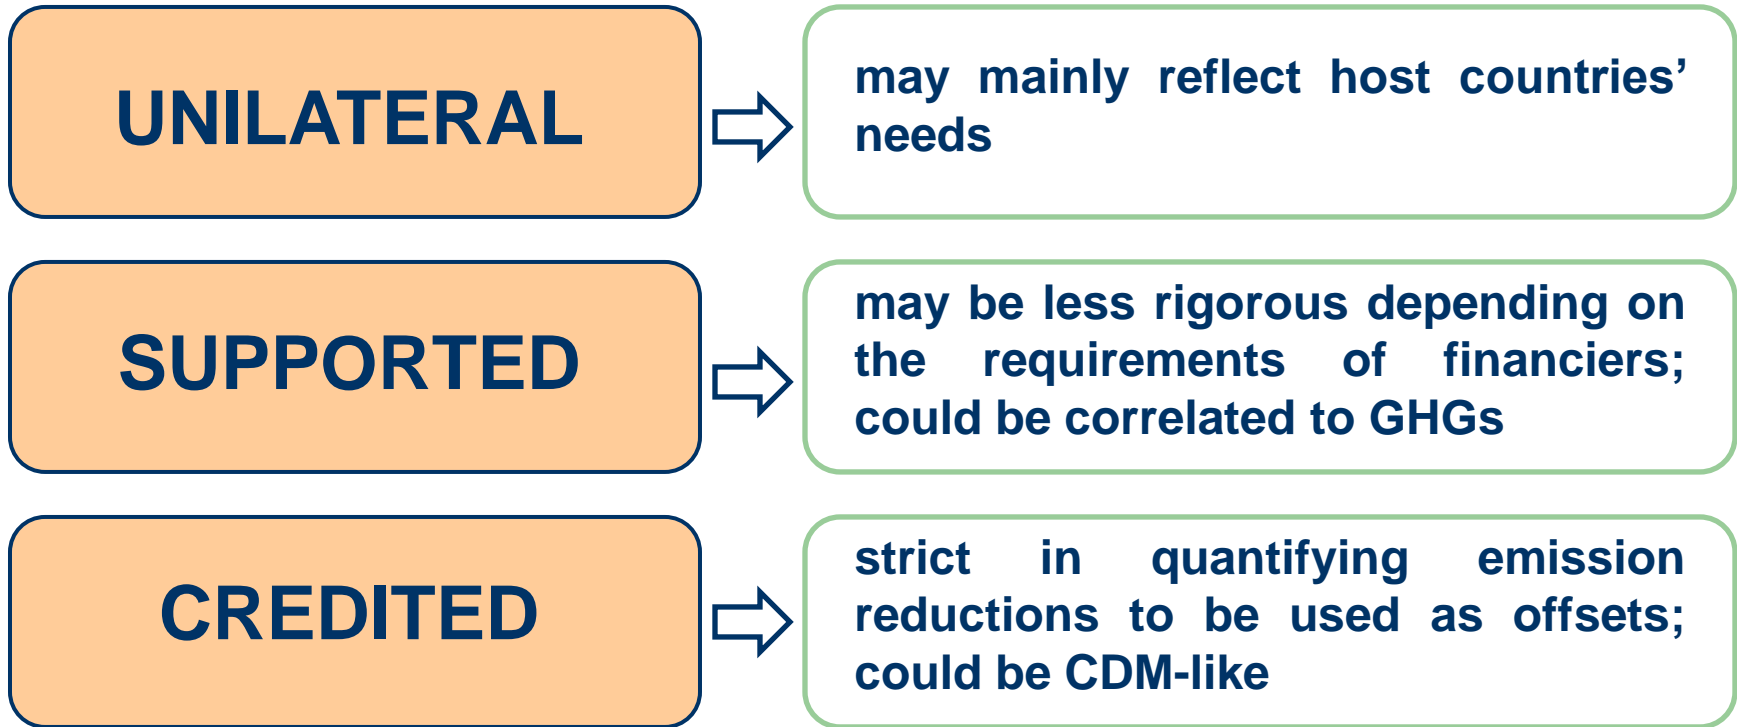 UNILATERAL
may mainly reflect host countries’
needs
SUPPORTED
may be less rigorous depending on
the requirements of financiers;
could be correlated to GHGs
CREDITED
strict in quantifying emission
reductions to be used as offsets;
could be CDM-like